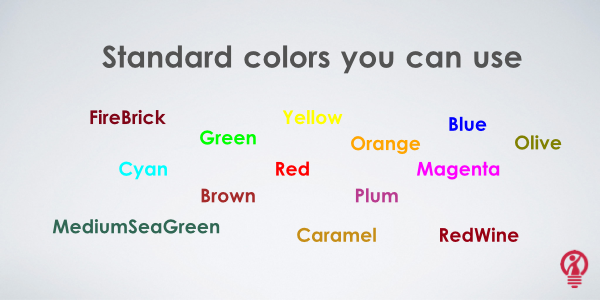 Standard colors you can use
FireBrick
Yellow
Blue
Green
Orange
Olive
Cyan
Red
Magenta
Brown
Plum
MediumSeaGreen
Caramel
RedWine